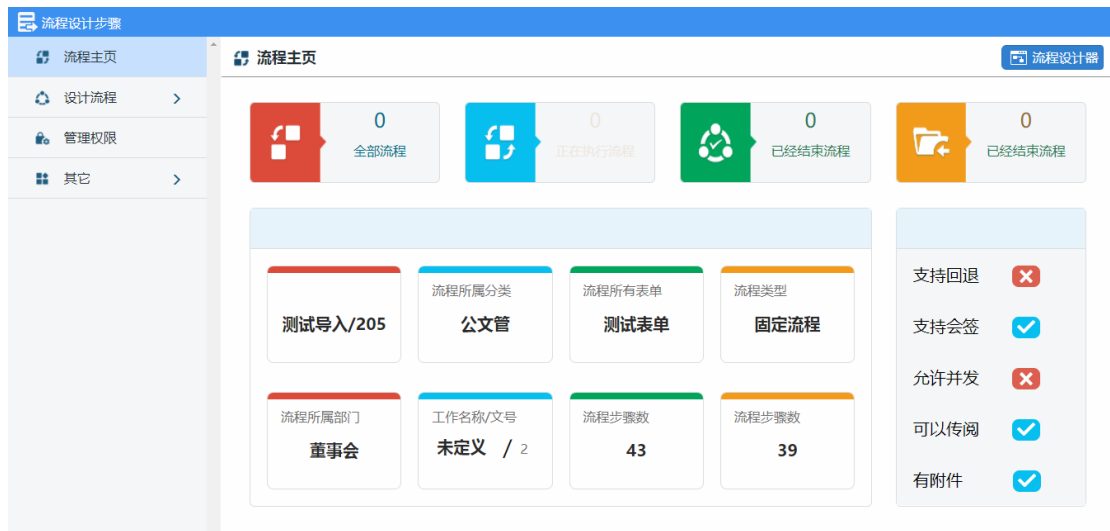 流程设计步骤
流程主页
设计流程
管理权限
其它
流程主页
流程设计器
0
全部流程
0
正在执行流程
0
已经结束流程
0
已经结束流程
测试导入/205
流程所属分类
公文管
流程所有表单
测试表单
流程类型
固定流程
流程所属部门
董事会
工作名称/文号
未定义 / 2
流程步骤数
43
流程步骤数
39
支持回退
支持会签
允许并发
可以传阅
有附件